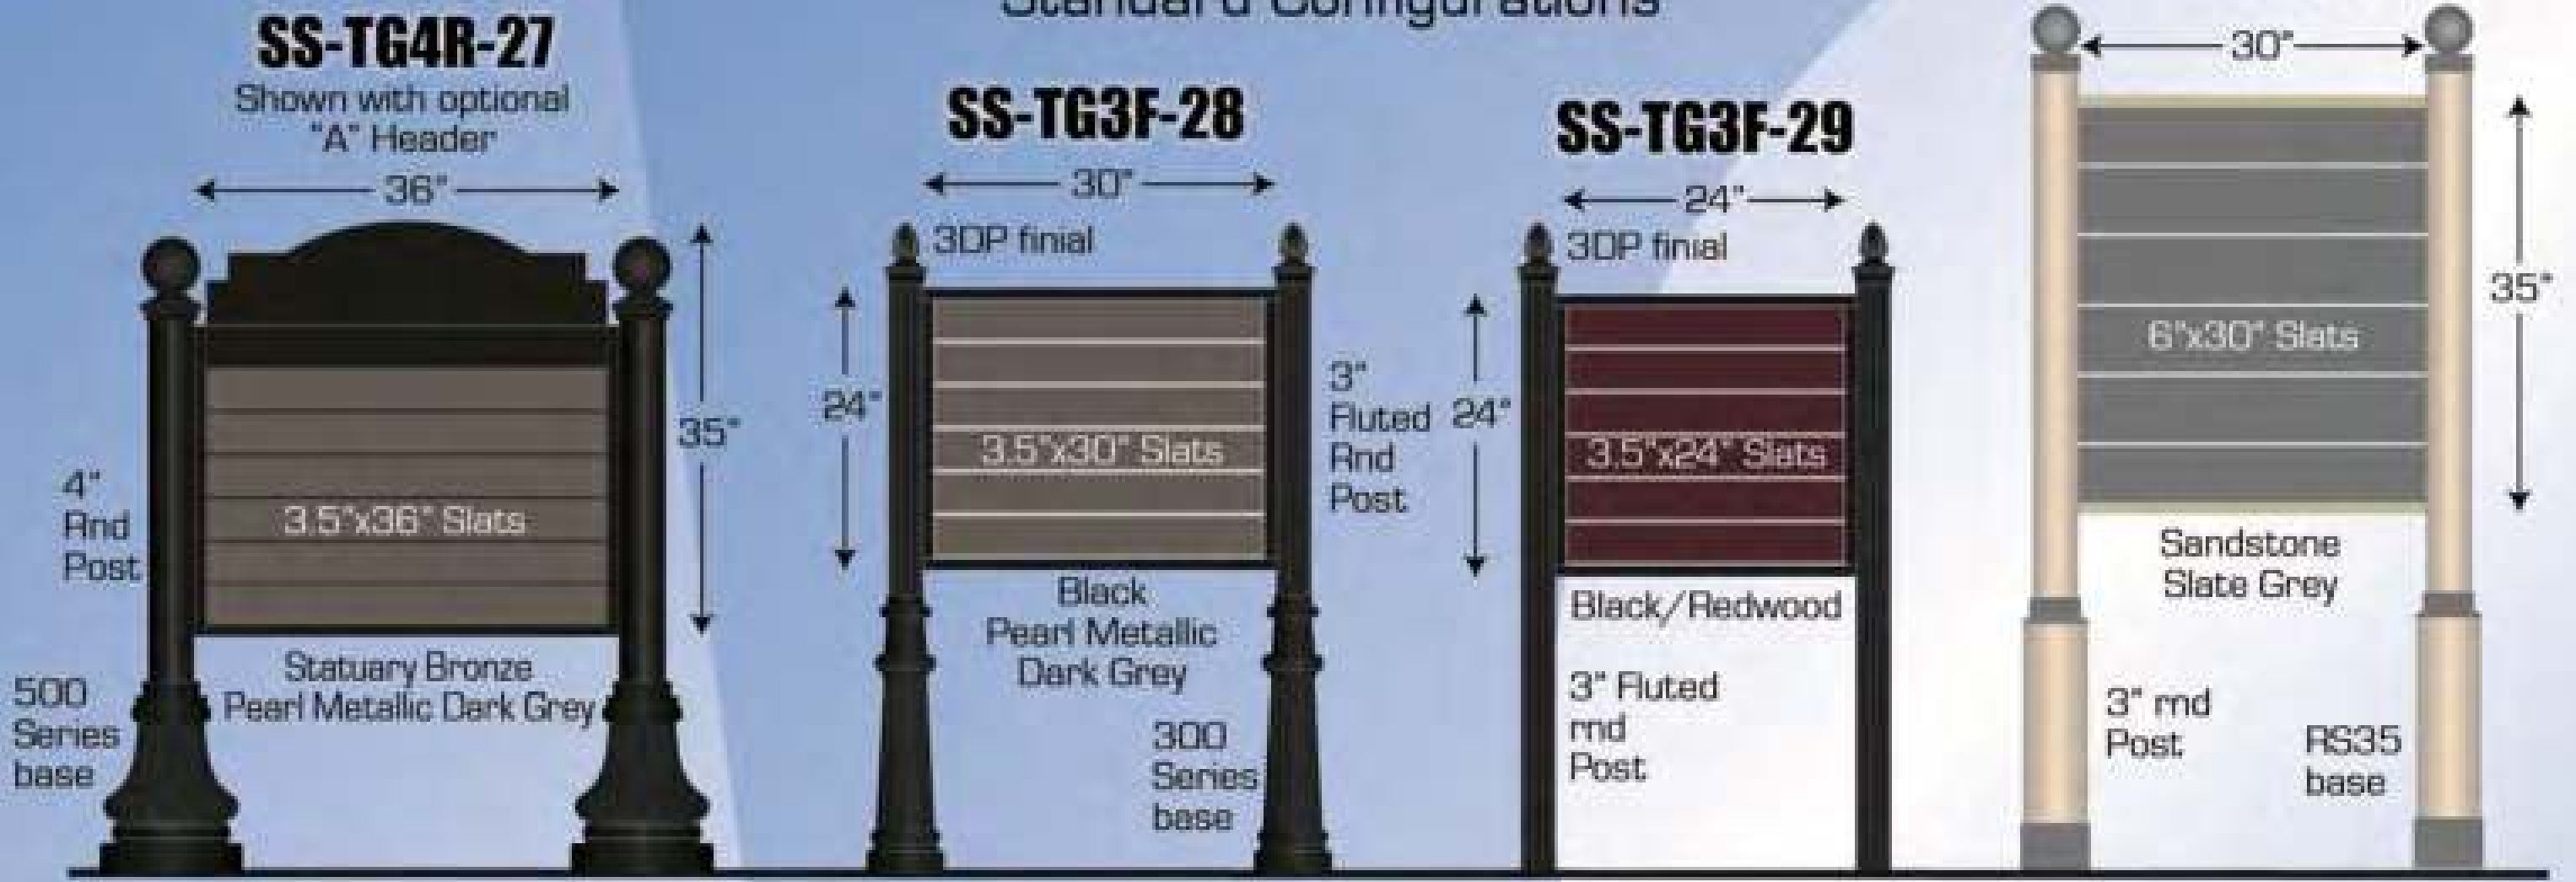 Standard Configurations
SS-TG4R-27
Shown with optional
"A" Header
36"
35"
4"
Rnd
Post
3.5"x36" Slats
Statuary Bronze
Pearl Metallic Dark Grey
500
Series
base
SS-TG3F-28
30"
3DP finial
24"
3.5"x30" Slats
3"
Fluted
Rnd
Post
Black
Pearl Metallic
Dark Grey
300
Series
base
SS-TG3F-29
24"
3DP finial
24"
3.5"x24" Slats
Black/Redwood
3" Fluted
rnd
Post
30"
35"
6"x30" Slats
Sandstone
Slate Grey
3" rnd
Post
RS35
base